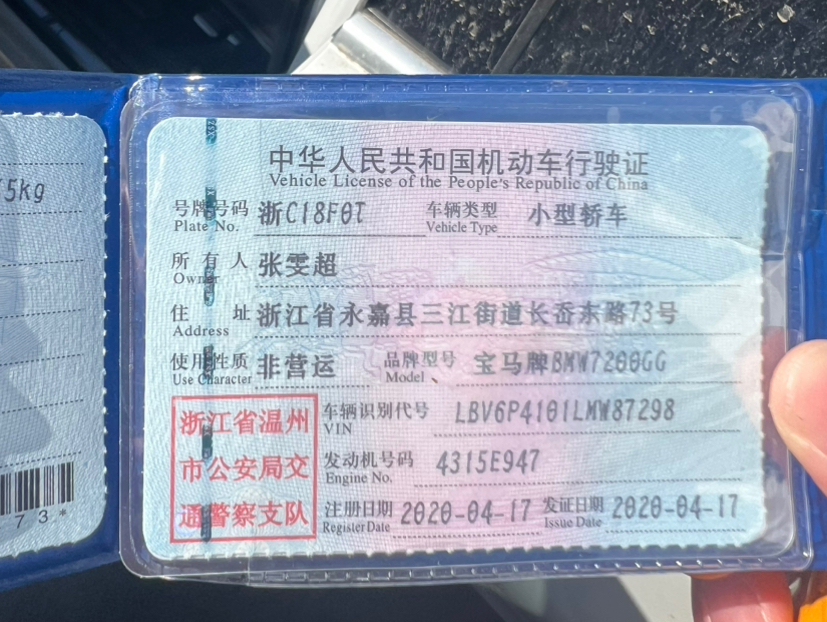 5kg
73*
中华人民共和国机动车行驶证
Vehicle License of the People's Republic of China
号牌号码 浙C18F0T 车辆类型 小型轿车
Plate No. Vehicle Type
所有人 张雯超
Owner
住址 浙江省永嘉县三江街道长岙东路73号
Address
使用性质 非营运 品牌型号 宝马牌BMW7200GG
Use Character Model
浙江省温州
市公安局交
通警察支队
车辆识别代号 LBV6P4101LMW87298
VIN
发动机号码 4315E947
Engine No.
注册日期 2020-04-17 发证日期 2020-04-17
Register Date Issue Date